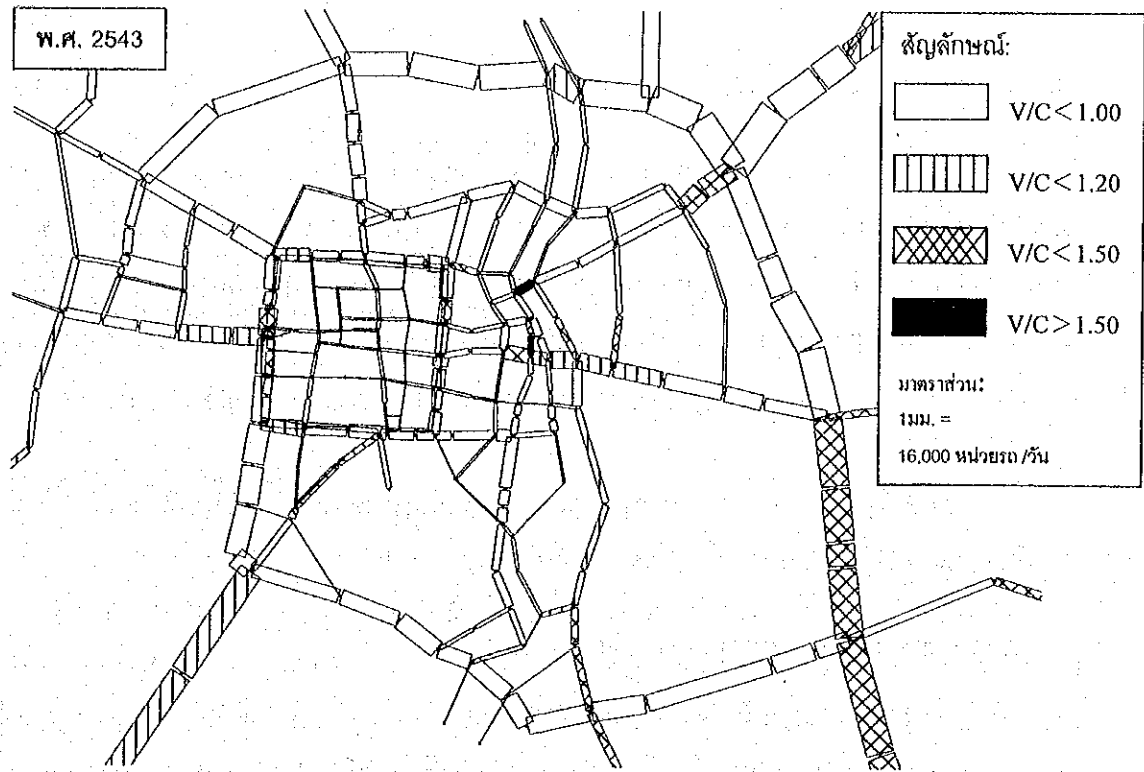 พ.ศ. 2543
สัญลักษณ์:
V/C<1.00
V/C<1.20
V/C<1.50
V/C>1.50
มาตราส่วน:
1มม. =
16,000 หน่วยรถ/วัน